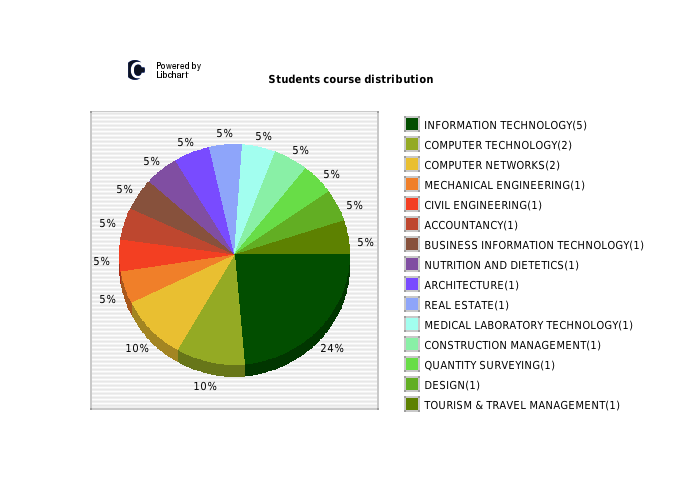 Powered by
Libchart
Students course distribution
5%
5%
5%
5%
5%
5%
5%
5%
5%
5%
5%
5%
10%
24%
10%
INFORMATION TECHNOLOGY(5)
COMPUTER TECHNOLOGY(2)
COMPUTER NETWORKS(2)
MECHANICAL ENGINEERING(1)
CIVIL ENGINEERING(1)
ACCOUNTANCY(1)
BUSINESS INFORMATION TECHNOLOGY(1)
NUTRITION AND DIETETICS(1)
ARCHITECTURE(1)
REAL ESTATE(1)
MEDICAL LABORATORY TECHNOLOGY(1)
CONSTRUCTION MANAGEMENT(1)
QUANTITY SURVEYING(1)
DESIGN(1)
TOURISM & TRAVEL MANAGEMENT(1)